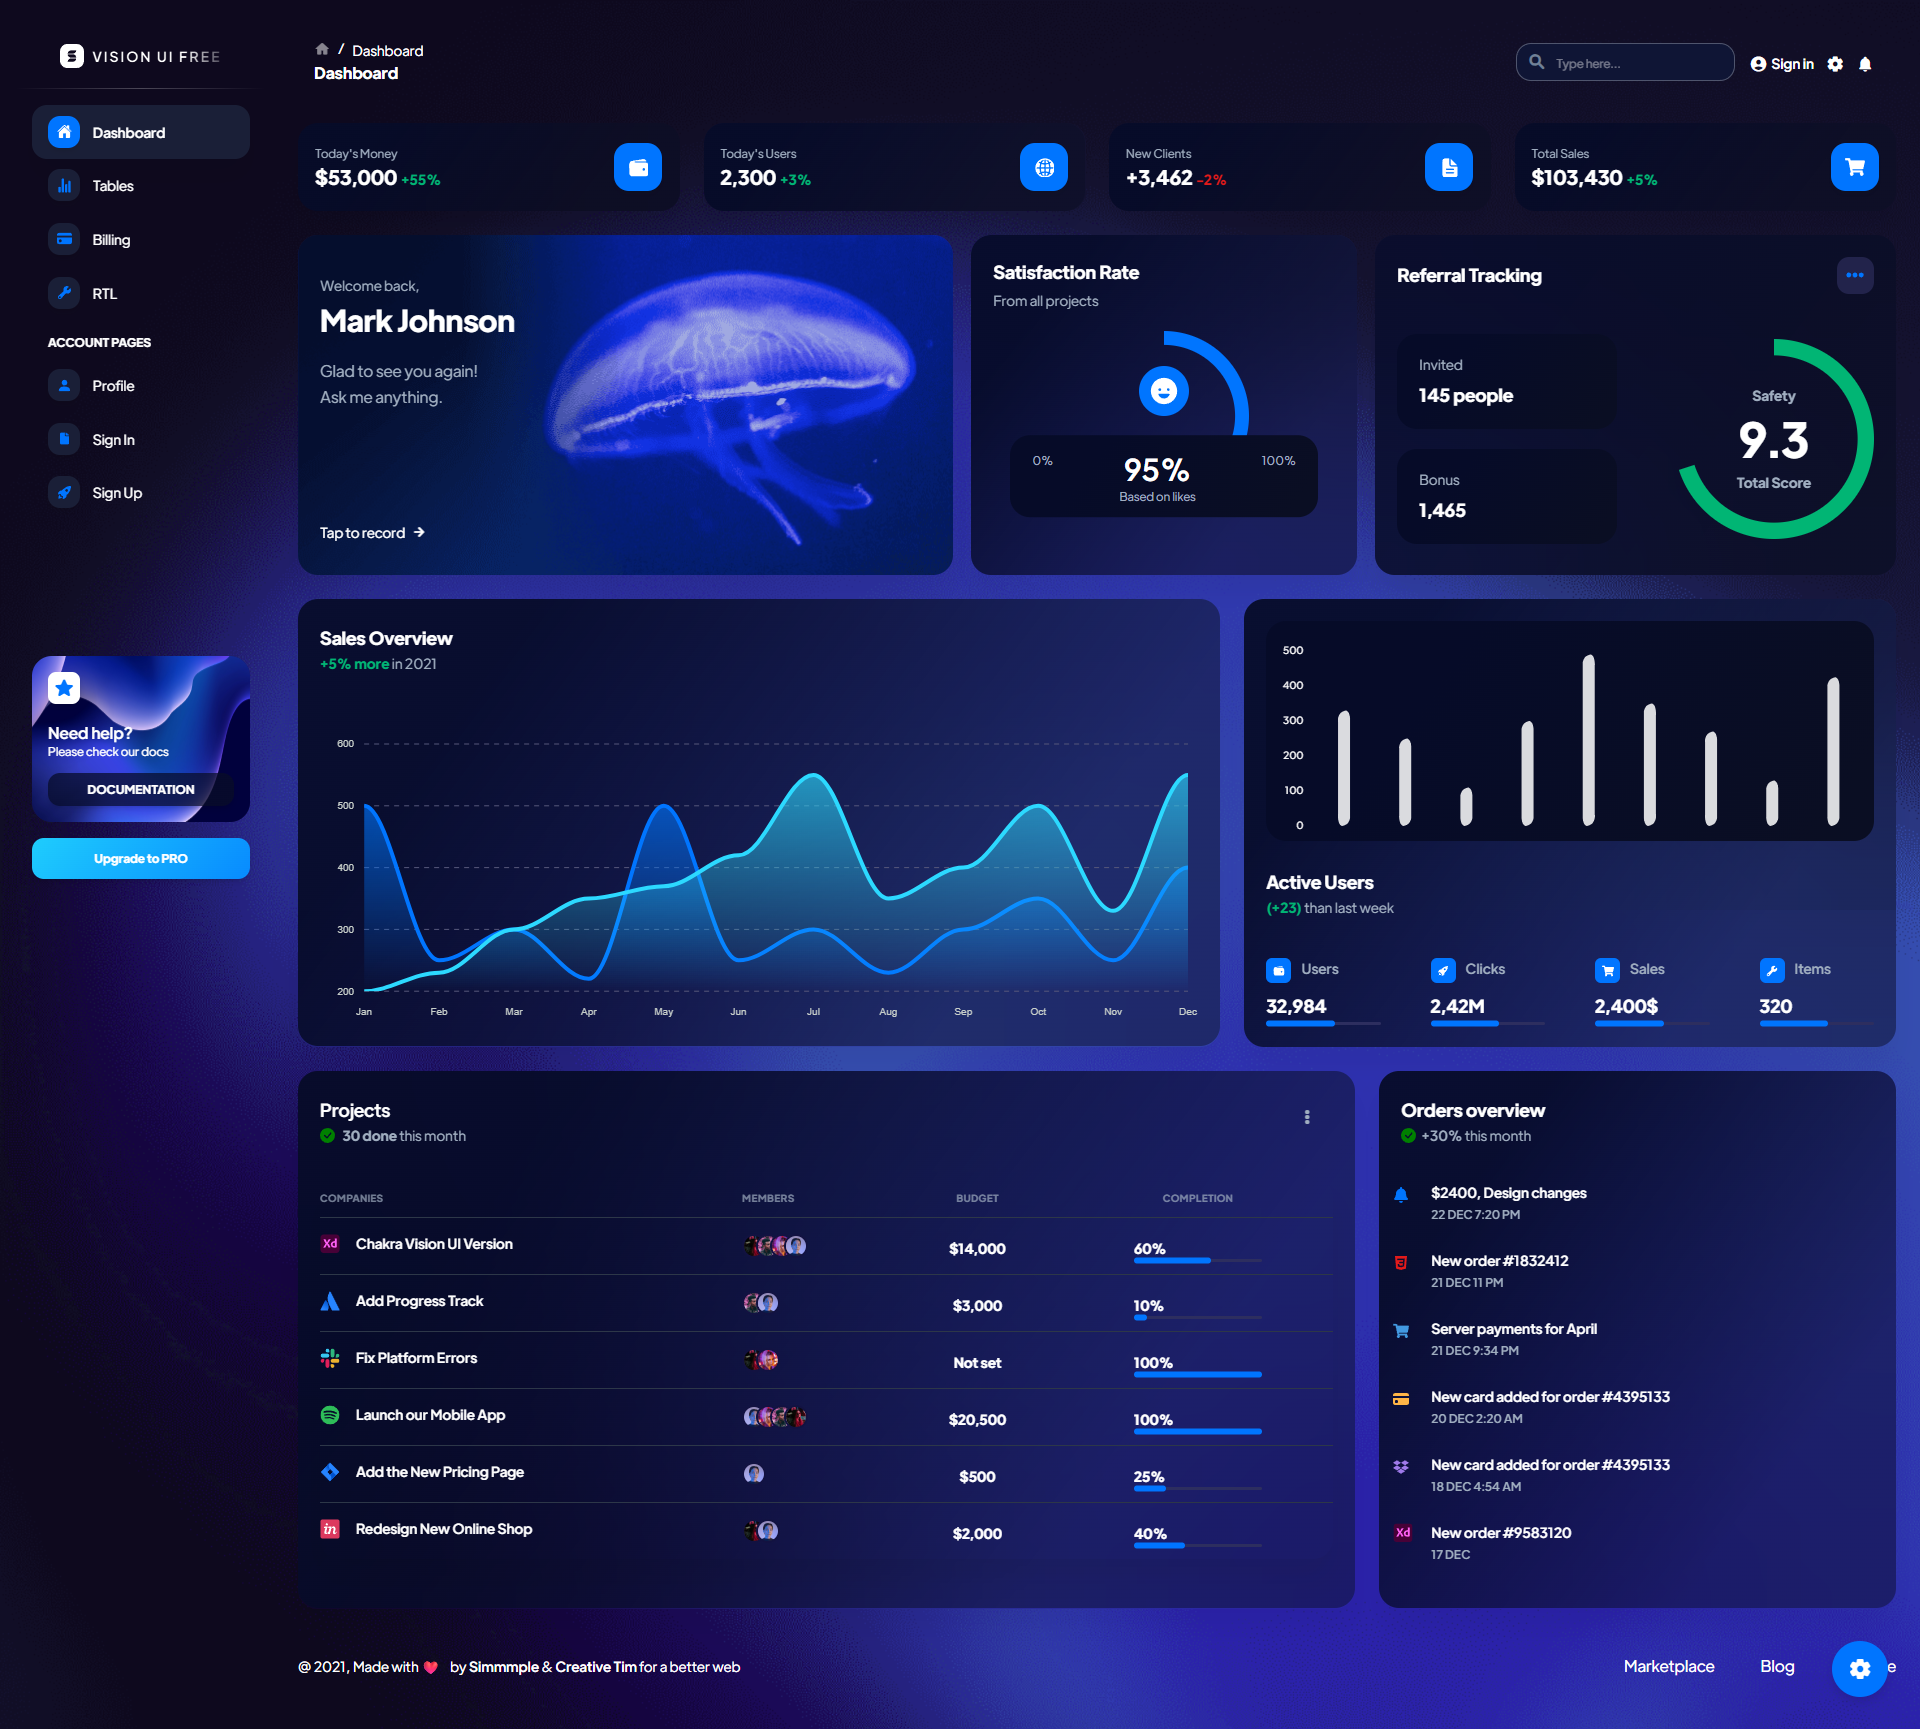 VISION UI FREE
Dashboard
Tables
Billing
RTL
ACCOUNT PAGES
Profile
Sign In
Sign Up
Need help?
Please check our docs
DOCUMENTATION
Upgrade to PRO
/ Dashboard
Dashboard
Type here...
Sign in
Today's Money
$53,000 +55%
Today's Users
2,300 +3%
New Clients
+3,462 -2%
Total Sales
$103,430 +5%
Welcome back,
Mark Johnson
Glad to see you again!
Ask me anything.
Tap to record
Satisfaction Rate
From all projects
0%
95%
100%
Based on likes
Referral Tracking
Invited
145 people
Bonus
1,465
Safety
9.3
Total Score
Sales Overview
+5% more in 2021
600
500
400
300
200
Jan Feb Mar Apr May Jun Jul Aug Sep Oct Nov Dec
500
400
300
200
100
0
Active Users
(+23) than last week
Users
32,984
Clicks
2,42M
Sales
2,400$
Items
320
Projects
30 done this month
COMPANIES MEMBERS BUDGET COMPLETION
Xd Chakra Vision UI Version $14,000 60%
Add Progress Track $3,000 10%
Fix Platform Errors Not set 100%
Launch our Mobile App $20,500 100%
Add the New Pricing Page $500 25%
in Redesign New Online Shop $2,000 40%
Orders overview
+30% this month
$2400, Design changes
22 DEC 7:20 PM
New order #1832412
21 DEC 11 PM
Server payments for April
21 DEC 9:34 PM
New card added for order #4395133
20 DEC 2:20 AM
New card added for order #4395133
18 DEC 4:54 AM
Xd New order #9583120
17 DEC
@ 2021, Made with by Simmmple & Creative Tim for a better web
Marketplace
Blog